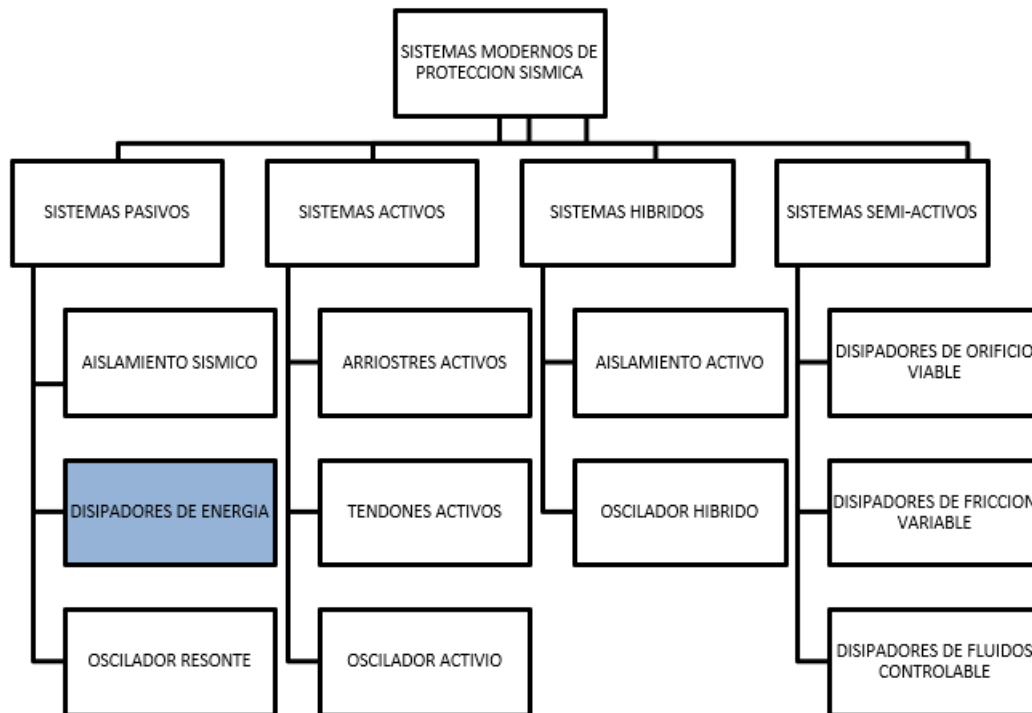 SISTEMAS MODERNOS DE
PROTECCION SISMICA
SISTEMAS PASIVOS
SISTEMAS ACTIVOS
SISTEMAS HIBRIDOS
SISTEMAS SEMI-ACTIVOS
AISLAMIENTO SISMICO
ARRIOSTRES ACTIVOS
AISLAMIENTO ACTIVO
DISIPADORES DE ORIFICIO
VIABLE
DISIPADORES DE ENERGIA
TENDONES ACTIVOS
OSCILADOR HIBRIDO
DISIPADORES DE FRICCION
VARIABLE
OSCILADOR RESONTE
OSCILADOR ACTIVIO
DISIPADORES DE FLUIDOS
CONTROLABLE